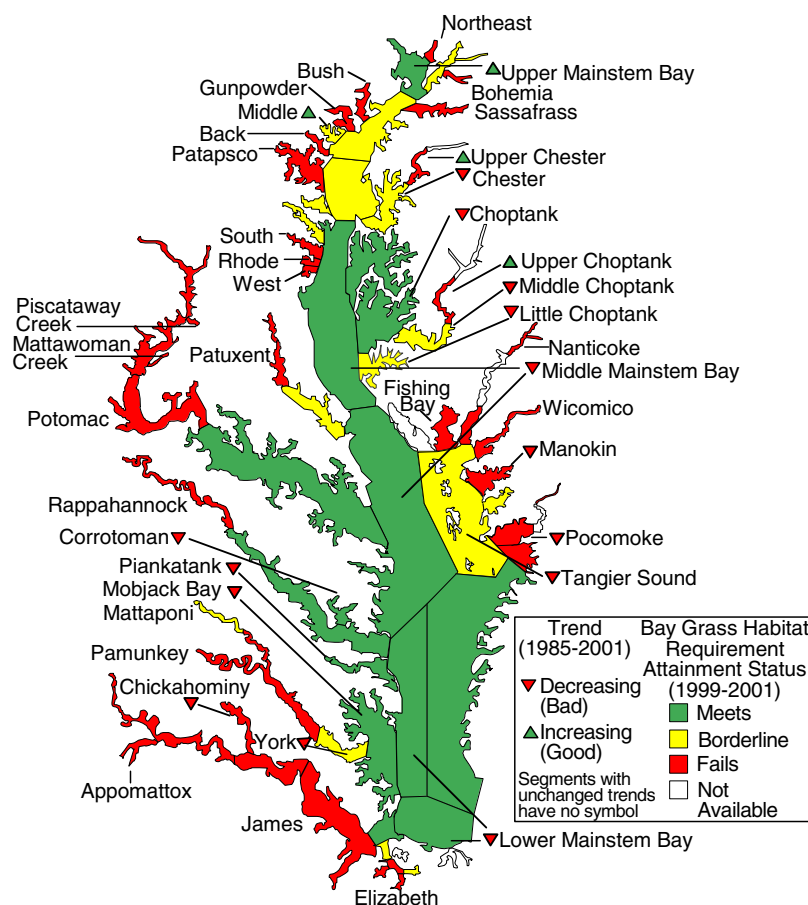 Northeast
Upper Mainstem Bay
Bush
Gunpowder
Bohemia
Middle
Sassafrass
Back
Patapsco
Upper Chester
Chester
Choptank
South
Rhode
West
Upper Choptank
Middle Choptank
Piscataway
Creek
Little Choptank
Mattawoman
Creek
Nanticoke
Patuxent
Middle Mainstem Bay
Fishing
Bay
Wicomico
Potomac
Manokin
Rappahannock
Corrotoman
Pocomoke
Piankatank
Tangier Sound
Mobjack Bay
Mattaponi
Pamunkey
Chickahominy
York
Appomattox
James
Lower Mainstem Bay
Elizabeth
Trend
(1985-2001)
Decreasing
(Bad)
Increasing
(Good)
Segments with
unchanged trends
have no symbol
Bay Grass Habitat
Requirement
Attainment Status
(1999-2001)
Meets
Borderline
Fails
Not
Available